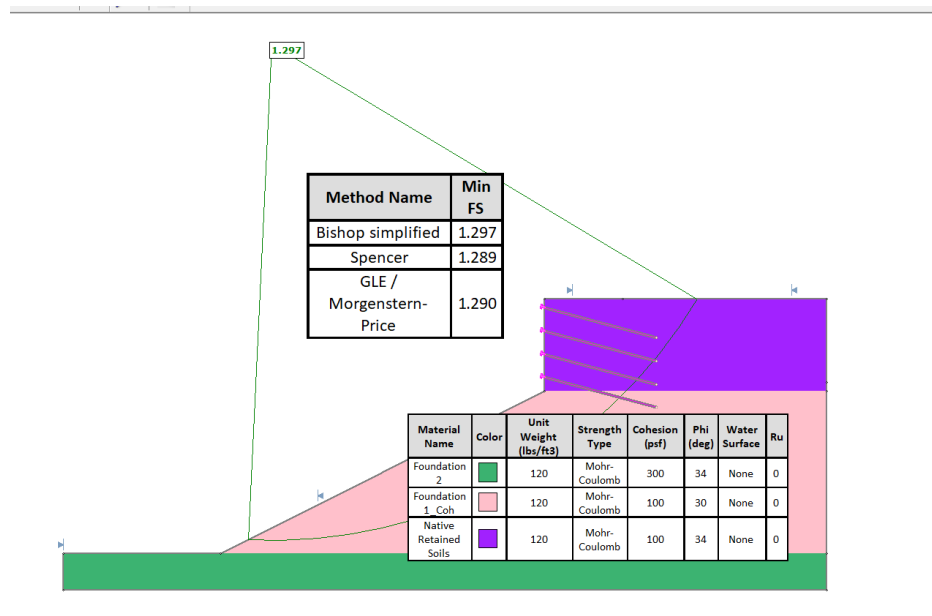 1.297
Method Name Min FS
Bishop simplified 1.297
Spencer 1.289
GLE / Morgenstern-Price 1.290
Material Name Color Unit Weight (lbs/ft3) Strength Type Cohesion (psf) Phi (deg) Water Surface Ru
Foundation 2 120 Mohr-Coulomb 300 34 None 0
Foundation 1_Coh 120 Mohr-Coulomb 100 30 None 0
Native Retained Soils 120 Mohr-Coulomb 100 34 None 0